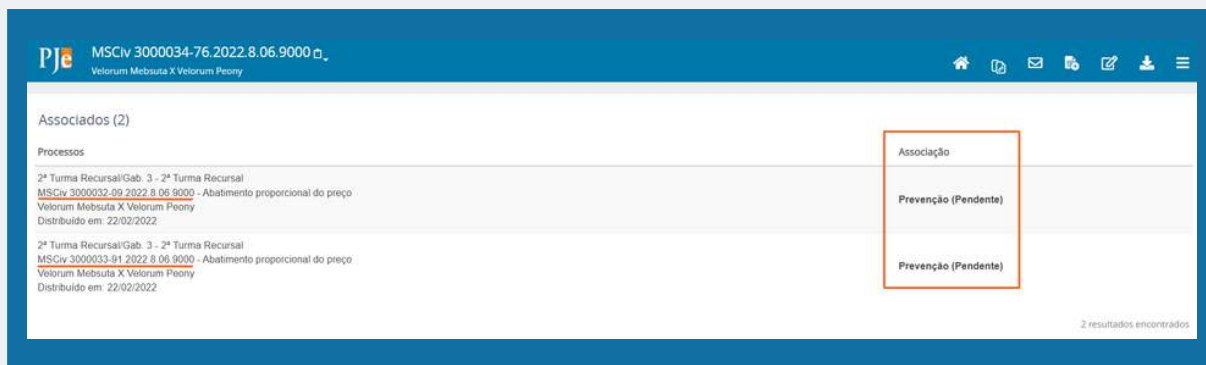 PJe
MSCiv 3000034-76.2022.8.06.9000
Velorum Mebsuta X Velorum Peony
Associados (2)
Processos
Associação
2ª Turma Recursal/Gab. 3 - 2ª Turma Recursal
MSCiv 3000032-09.2022.8.06.9000 - Abatimento proporcional do preço
Velorum Mebsuta X Velorum Peony
Distribuído em: 22/02/2022
Prevenção (Pendente)
2ª Turma Recursal/Gab. 3 - 2ª Turma Recursal
MSCiv 3000033-91.2022.8.06.9000 - Abatimento proporcional do preço
Velorum Mebsuta X Velorum Peony
Distribuído em: 22/02/2022
Prevenção (Pendente)
2 resultados encontrados